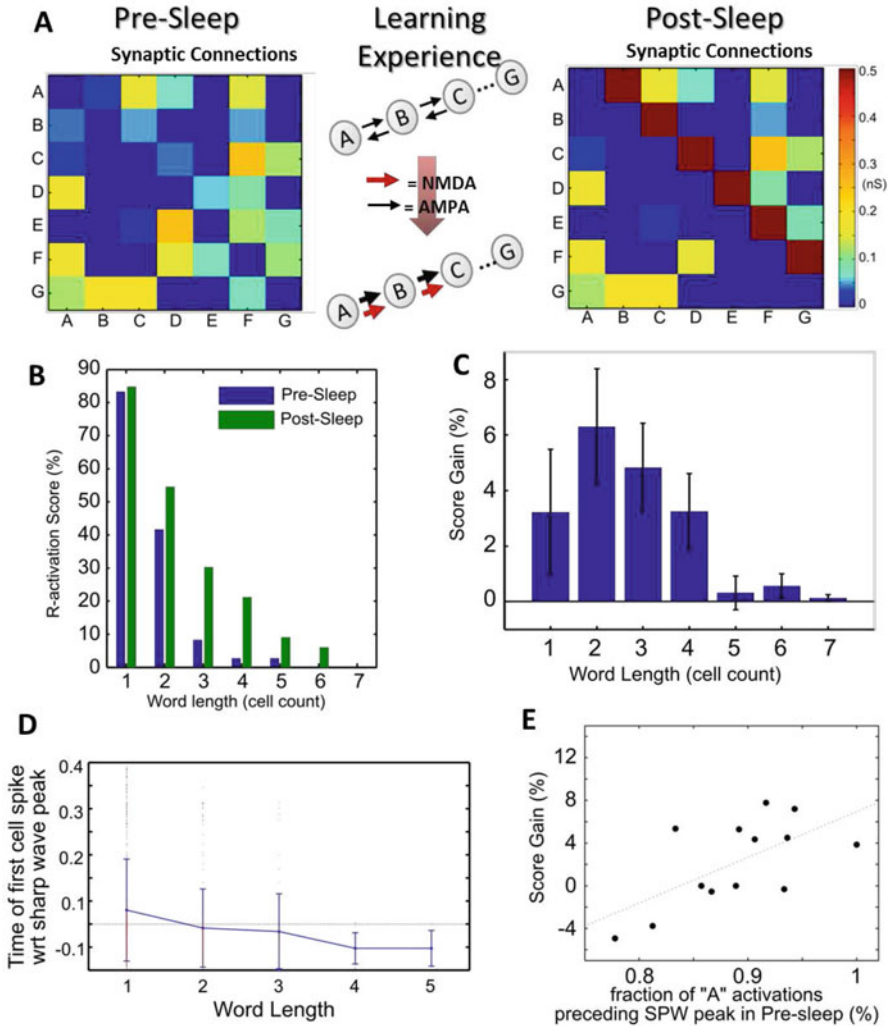 A
Pre-Sleep
Synaptic Connections
A
B
C
D
E
F
G
A B C D E F G
Learning
Experience
A B C G
= NMDA
= AMPA
A B C G
Post-Sleep
Synaptic Connections
A
B
C
D
E
F
G
A B C D E F G
0.5
0.4
0.3
(nS)
0.2
0.1
0
B
R-activation Score (%)
90
80
70
60
50
40
30
20
10
0
Pre-Sleep
Post-Sleep
1 2 3 4 5 6 7
Word length (cell count)
C
Score Gain (%)
8
6
4
2
0
1 2 3 4 5 6 7
Word Length (cell count)
D
Time of first cell spike
wrt sharp wave peak
0.4
0.3
0.2
0.1
-0.1
1 2 3 4 5
Word Length
E
Score Gain (%)
12
8
4
0
-4
0.8 0.9 1
fraction of "A" activations
preceding SPW peak in Pre-sleep (%)